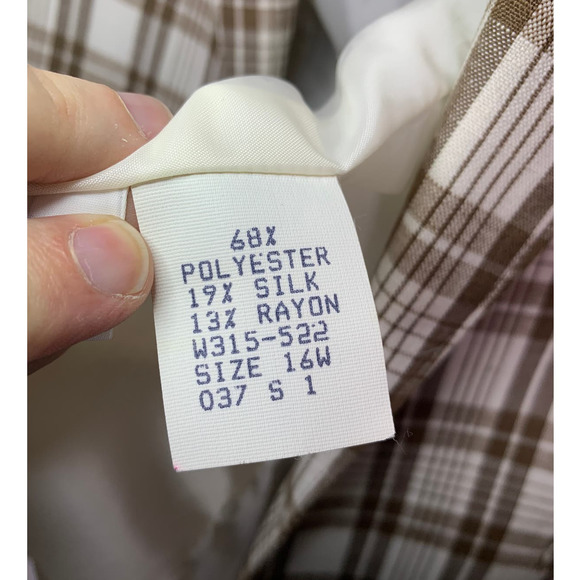 68%
POLYESTER
19% SILK
13% RAYON
W315-522
SIZE 16W
037 S 1